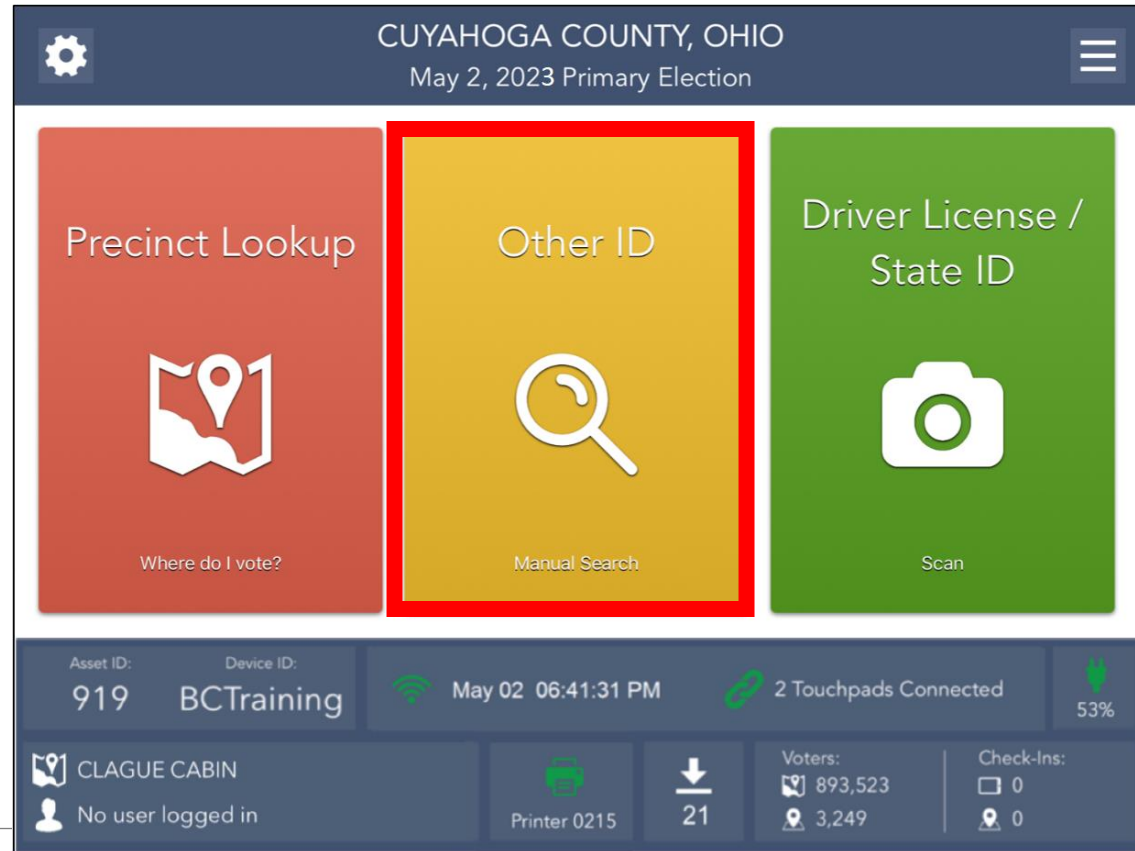 CUYAHOGA COUNTY, OHIO
May 2, 2023 Primary Election
Precinct Lookup
Where do I vote?
Other ID
Manual Search
Driver License /
State ID
Scan
Asset ID:
919
Device ID:
BCTraining
May 02 06:41:31 PM
2 Touchpads Connected
53%
CLAGUE CABIN
No user logged in
Printer 0215
21
Voters:
893,523
3,249
Check-Ins:
0
0